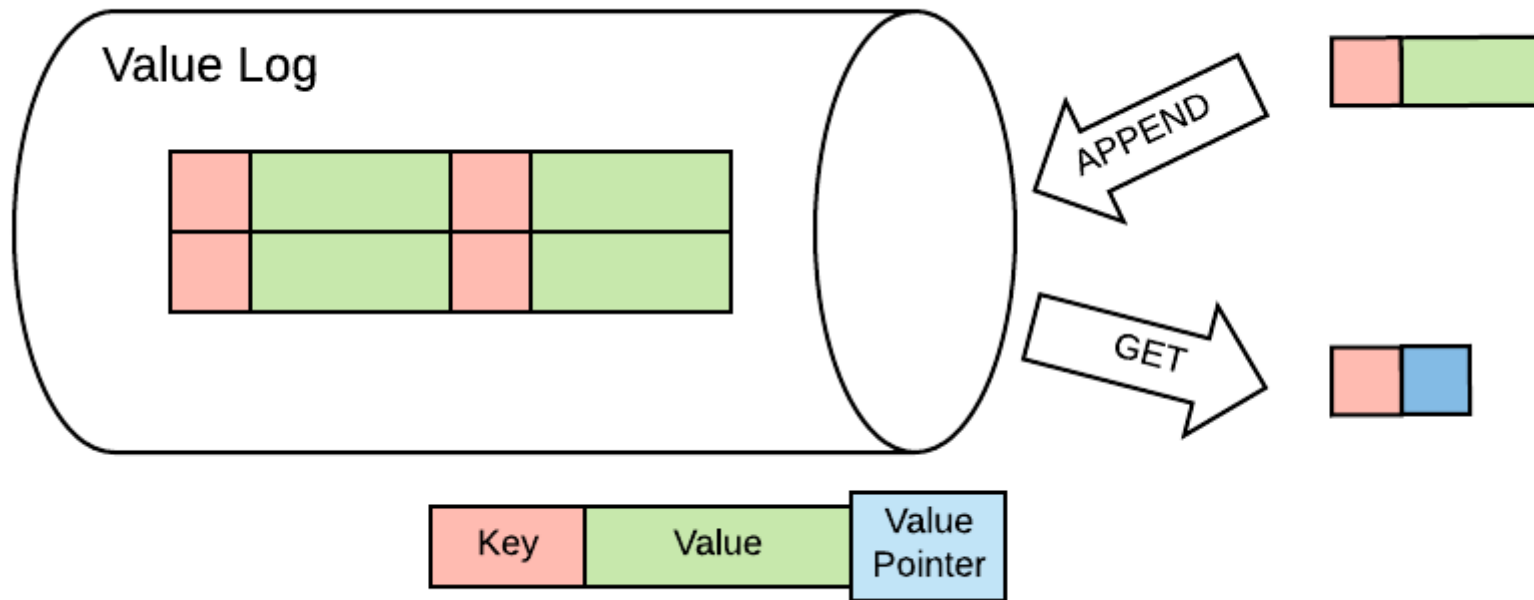 Value Log
APPEND
GET
Key
Value
Value
Pointer